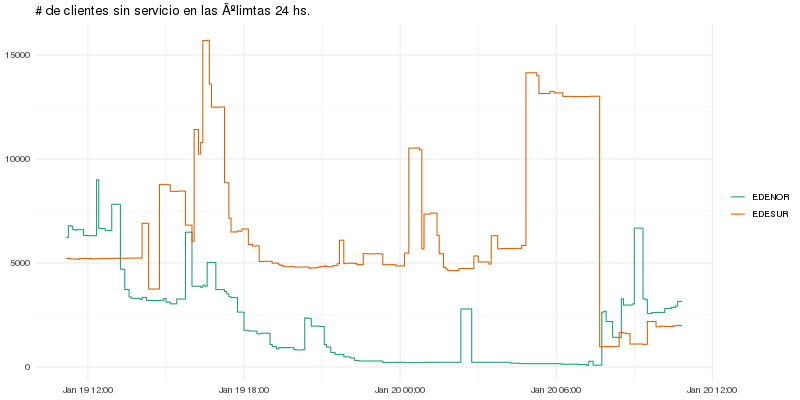 # de clientes sin servicio en las Ãºlimtas 24 hs.
15000
10000
5000
0
Jan 19 12:00
Jan 19 18:00
Jan 20 00:00
Jan 20 06:00
Jan 20 12:00
EDENOR
EDESUR